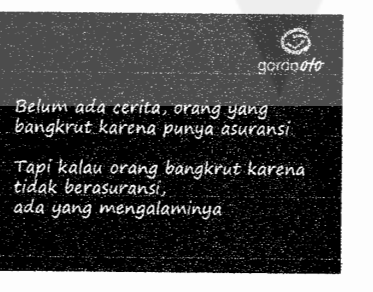 gardaoto
Belum ada cerita, orang yang
bangkrut karena punya asuransi
Tapi kalau orang bangkrut karena
tidak berasuransi,
ada yang mengalaminya